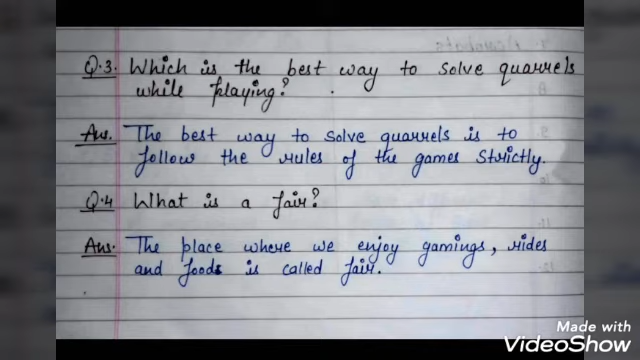 Q.3. Which is the best way to solve quarrels
while playing?
Ans. The best way to solve quarrels is to
follow the rules of the games strictly.
Q.4 What is a fair?
Ans. The place where we enjoy gamings, rides
and foods is called fair.
Made with
VideoShow